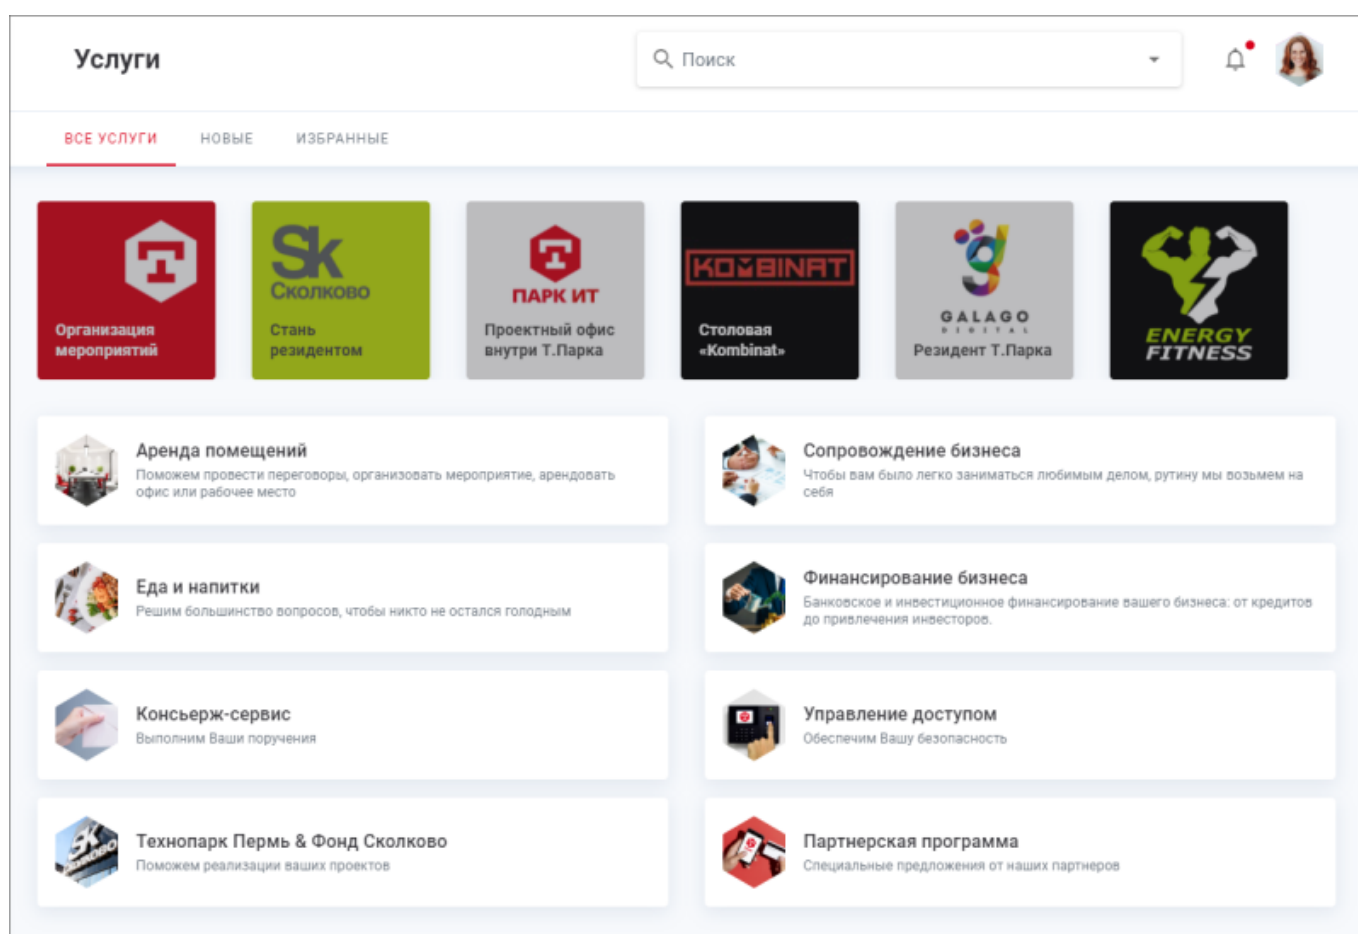 Услуги
Поиск
ВСЕ УСЛУГИ
НОВЫЕ
ИЗБРАННЫЕ
Организация
мероприятий
Sk
Сколково
Стань
резидентом
ПАРК ИТ
Проектный офис
внутри Т.Парка
KOMBINAT
Столовая
«Kombinat»
GALAGO
DIGITAL
Резидент Т.Парка
ENERGY
FITNESS
Аренда помещений
Поможем провести переговоры, организовать мероприятие, арендовать
офис или рабочее место
Сопровождение бизнеса
Чтобы вам было легко заниматься любимым делом, рутину мы возьмем на
себя
Еда и напитки
Решим большинство вопросов, чтобы никто не остался голодным
Финансирование бизнеса
Банковское и инвестиционное финансирование вашего бизнеса: от кредитов
до привлечения инвесторов.
Консьерж-сервис
Выполним Ваши поручения
Управление доступом
Обеспечим Вашу безопасность
Технопарк Пермь & Фонд Сколково
Поможем реализации ваших проектов
Партнерская программа
Специальные предложения от наших партнеров